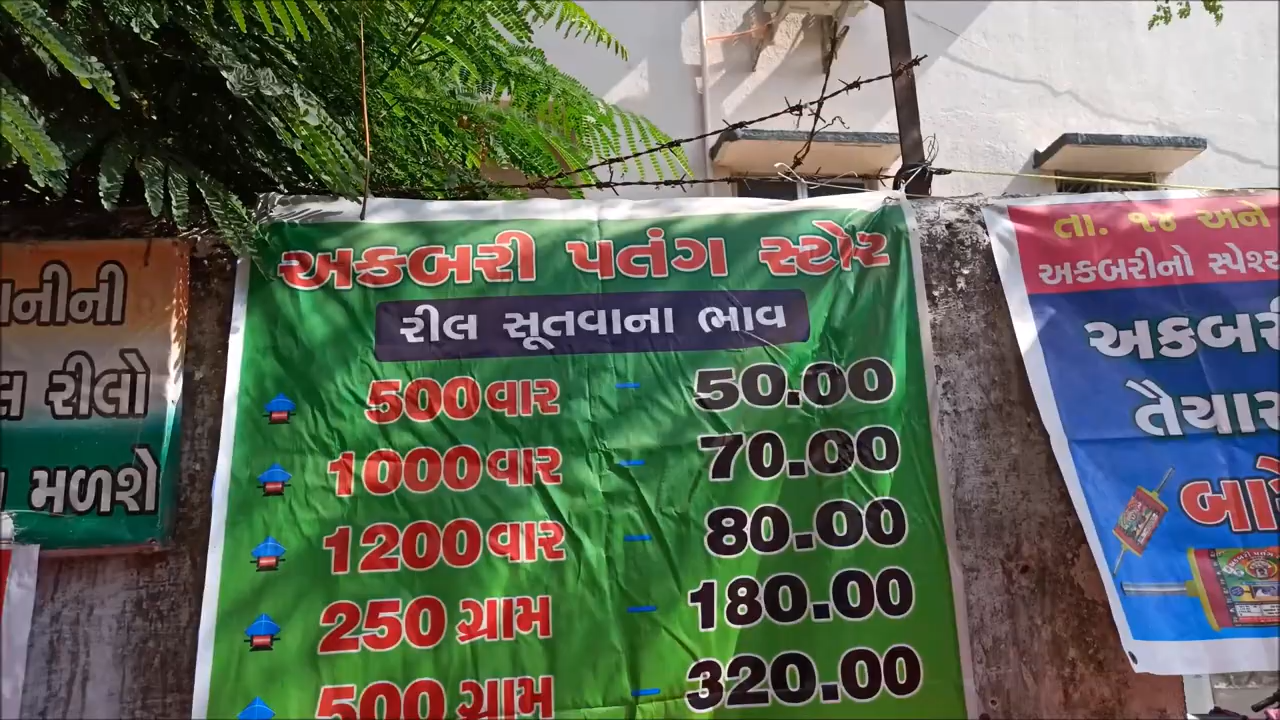 અકબરી પતંગ સ્ટોર
રીલ સૂતવાના ભાવ
500 વાર - 50.00
1000 વાર - 70.00
1200 વાર - 80.00
250 ગ્રામ - 180.00
500 ગ્રામ - 320.00
રીલો
મળશે
તા. ૧૪ અને
અકબરીનો
તૈયાર